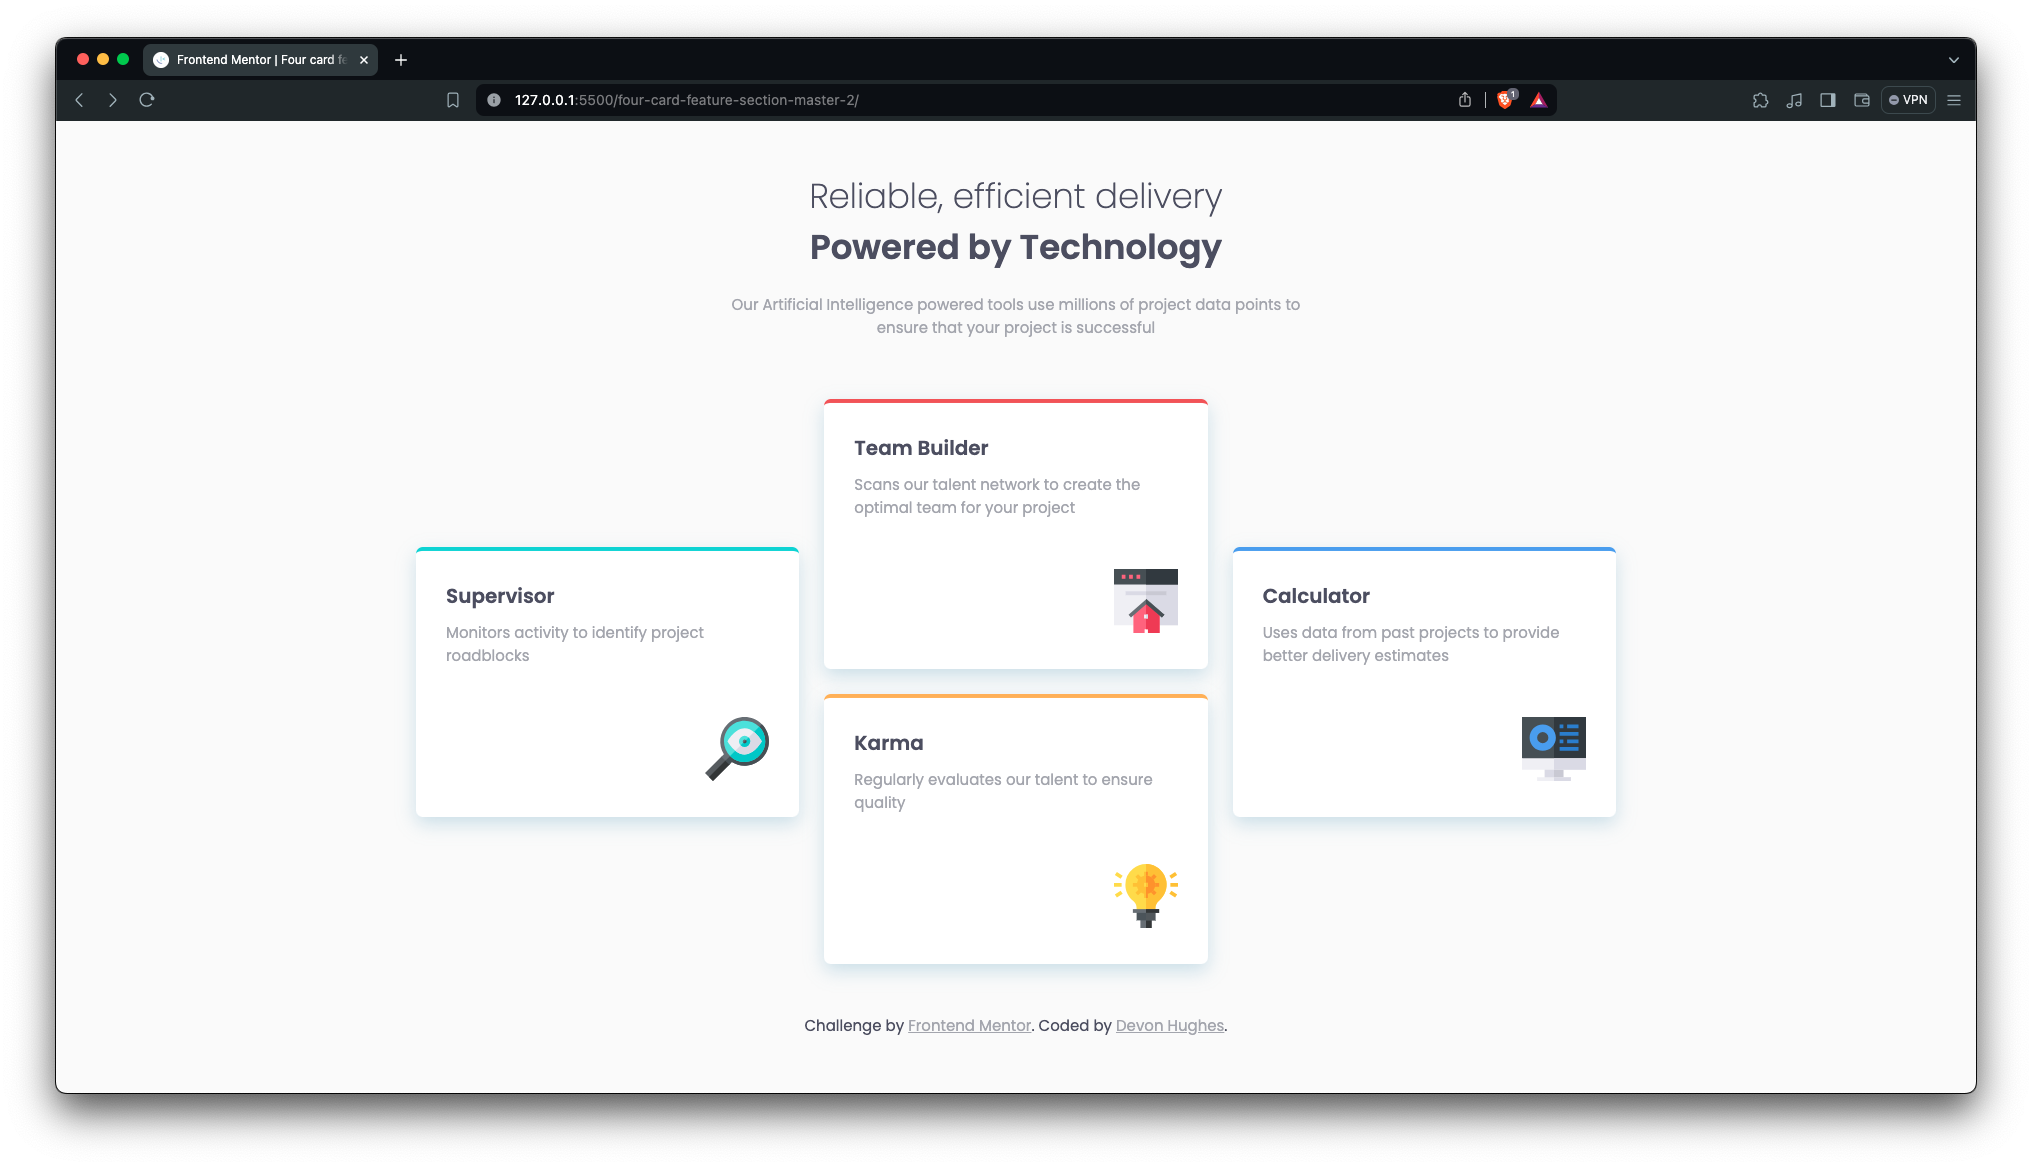 Frontend Mentor | Four card
127.0.0.1:5500/four-card-feature-section-master-2/
1
VPN
Reliable, efficient delivery
Powered by Technology
Our Artificial Intelligence powered tools use millions of project data points to
ensure that your project is successful
Team Builder
Scans our talent network to create the
optimal team for your project
Supervisor
Monitors activity to identify project
roadblocks
Calculator
Uses data from past projects to provide
better delivery estimates
Karma
Regularly evaluates our talent to ensure
quality
Challenge by Frontend Mentor. Coded by Devon Hughes.